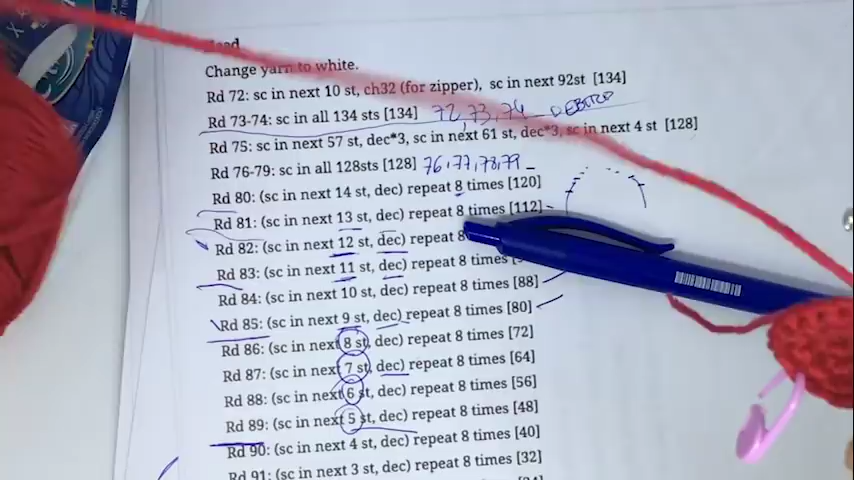 Head
Change yarn to white.
Rd 72: sc in next 10 st, ch32 (for zipper), sc in next 92st [134]
Rd 73-74: sc in all 134 sts [134] 72,73,74
Rd 75: sc in next 57 st, dec*3, sc in next 61 st, dec*3, sc in next 4 st [128]
Rd 76-79: sc in all 128sts [128] 76,77,78,79
Rd 80: (sc in next 14 st, dec) repeat 8 times [120]
Rd 81: (sc in next 13 st, dec) repeat 8 times [112]
Rd 82: (sc in next 12 st, dec) repeat 8
Rd 83: (sc in next 11 st, dec) repeat 8 times
Rd 84: (sc in next 10 st, dec) repeat 8 times [88]
Rd 85: (sc in next 9 st, dec) repeat 8 times [80]
Rd 86: (sc in next 8 st, dec) repeat 8 times [72]
Rd 87: (sc in next 7 st, dec) repeat 8 times [64]
Rd 88: (sc in next 6 st, dec) repeat 8 times [56]
Rd 89: (sc in next 5 st, dec) repeat 8 times [48]
Rd 90: (sc in next 4 st, dec) repeat 8 times [40]
Rd 91: (sc in next 3 st, dec) repeat 8 times [32]